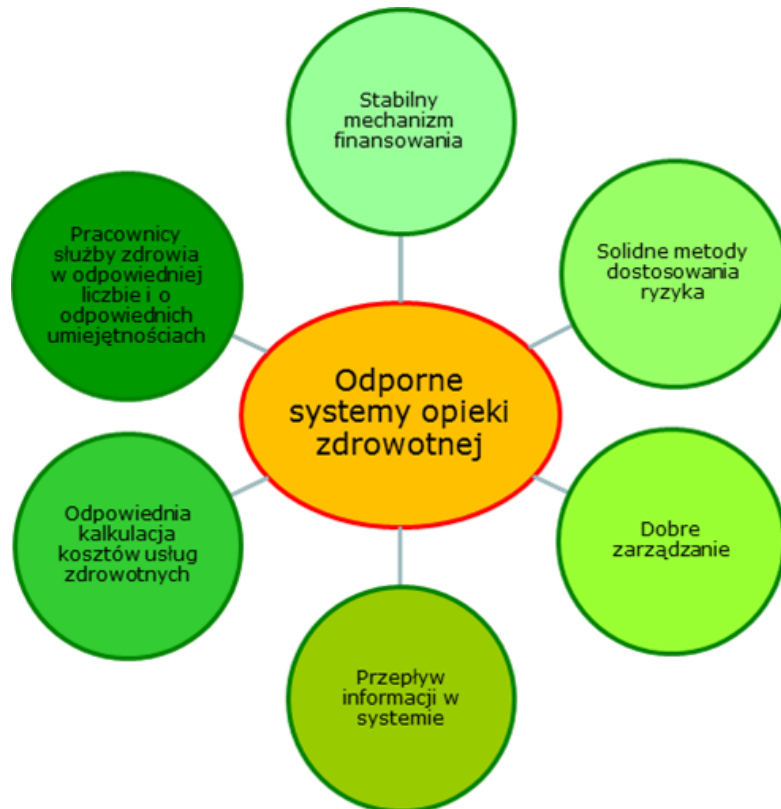 Stabilny
mechanizm
finansowania
Solidne metody
dostosowania
ryzyka
Dobre
zarządzanie
Przepływ
informacji w
systemie
Odpowiednia
kalkulacja
kosztów usług
zdrowotnych
Pracownicy
służby zdrowia
w odpowiedniej
liczbie i o
odpowiednich
umiejętnościach
Odporne
systemy opieki
zdrowotnej